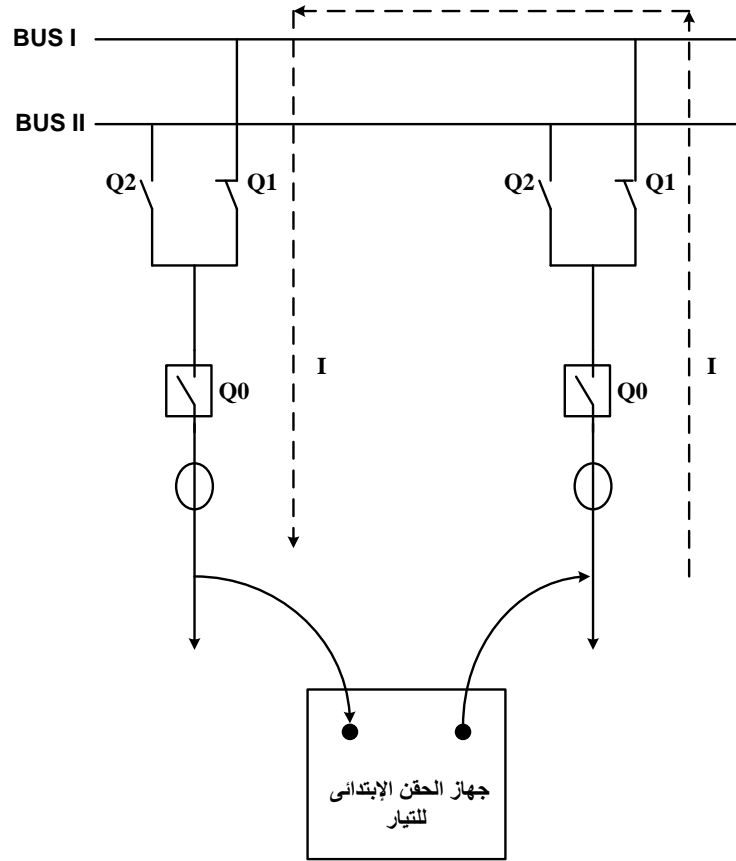 BUS I
BUS II
Q2
Q1
Q2
Q1
I
I
Q0
Q0
جهاز الحقن الإبتدائى
للتيار